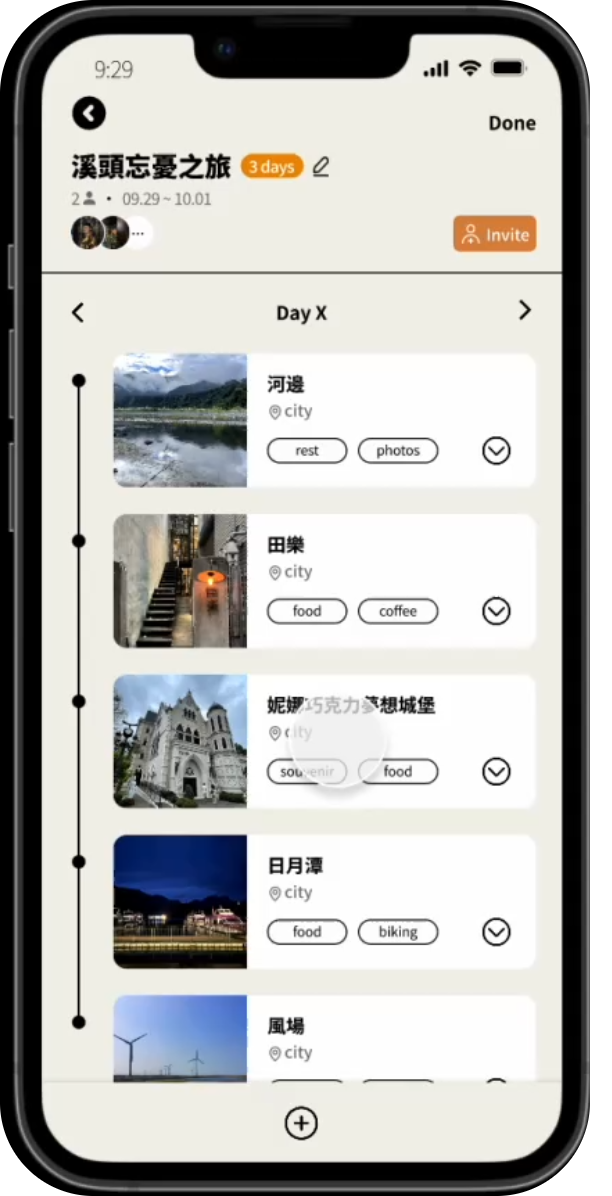 9:29
Done
溪頭忘憂之旅 3 days
2 • 09.29 ~ 10.01
...
Invite
Day X
河邊
city
rest photos
田樂
city
food coffee
妮娜巧克力夢想城堡
city
souvenir food
日月潭
city
food biking
風場
city